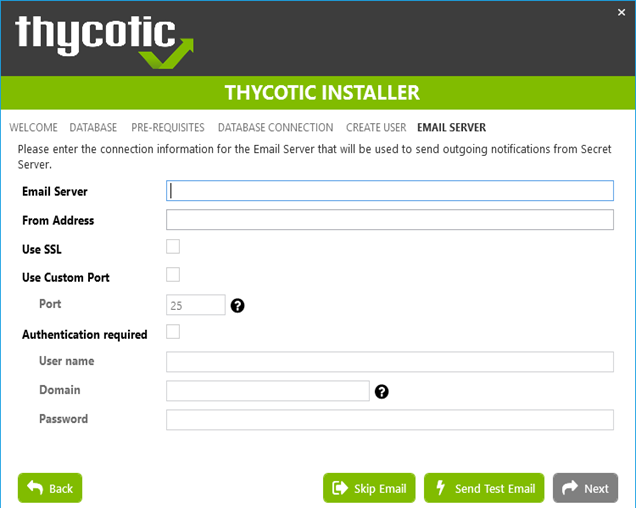 thycotic
THYCOTIC INSTALLER
WELCOME DATABASE PRE-REQUISITES DATABASE CONNECTION CREATE USER EMAIL SERVER
Please enter the connection information for the Email Server that will be used to send outgoing notifications from Secret
Server.
Email Server
From Address
Use SSL
Use Custom Port
Port 25 ?
Authentication required
User name
Domain ?
Password
Back Skip Email Send Test Email Next